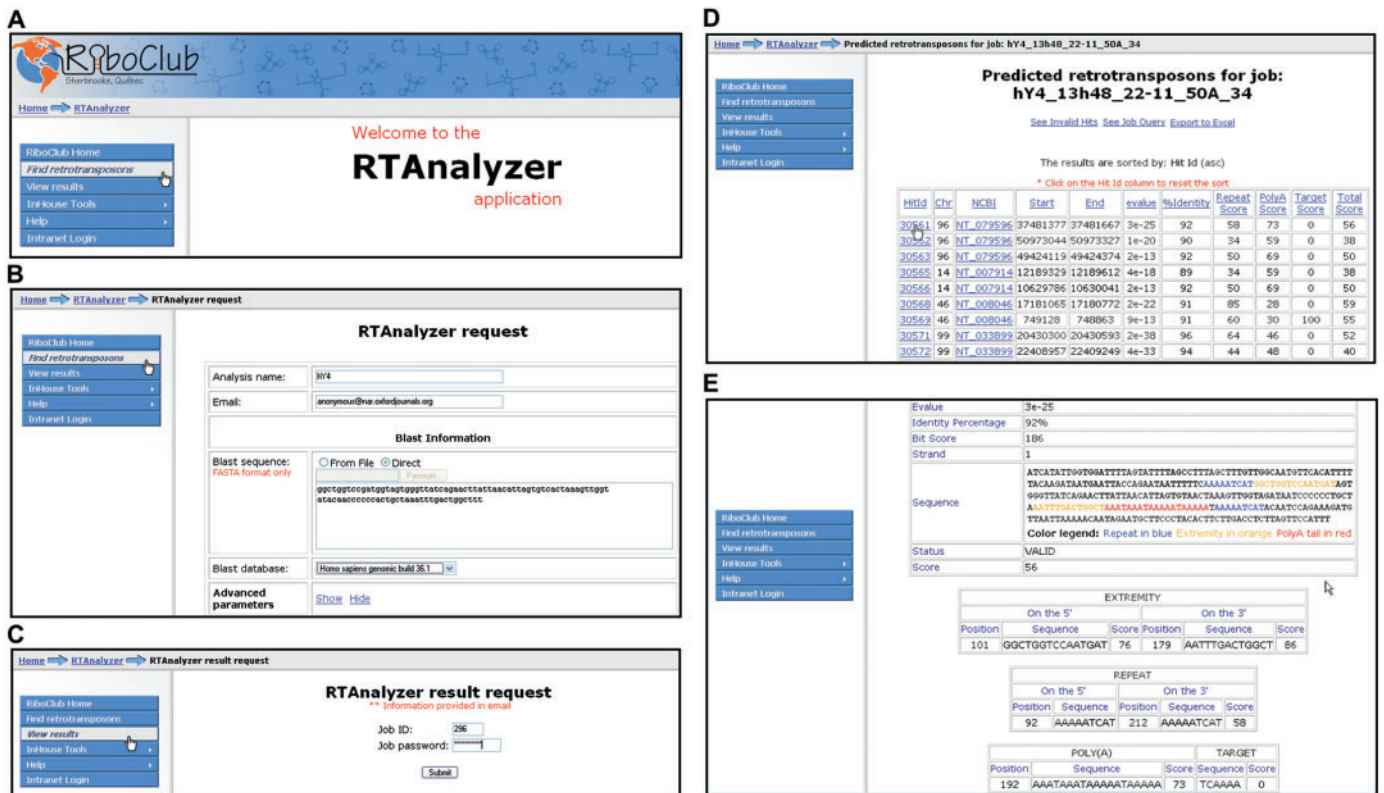 A
RiboClub
Sherbrooke, Québec
Home RTAnalyzer
RiboClub Home
Find retrotransposons
View results
InHouse Tools
Help
Intranet Login
Welcome to the
RTAnalyzer
application
B
Home RTAnalyzer RTAnalyzer request
RiboClub Home
Find retrotransposons
View results
InHouse Tools
Help
Intranet Login
RTAnalyzer request
Analysis name: HY4
Email: anonymous@nar.oxfordjournals.org
Blast Information
Blast sequence: From File Direct
FASTA format only
ggctggtccgatggtagtgggttatcagaacttattaacattagtgtcactaaagttggt
atacaaccccccactgctaaatttgactggcttt
Blast database: Homo sapiens genomic build 36.1
Advanced parameters Show Hide
C
Home RTAnalyzer RTAnalyzer result request
RiboClub Home
Find retrotransposons
View results
InHouse Tools
Help
Intranet Login
RTAnalyzer result request
** Information provided in email
Job ID: 296
Job password: **********
Submit
D
Home RTAnalyzer Predicted retrotransposons for job: hY4_13h48_22-11_50A_34
RiboClub Home
Find retrotransposons
View results
InHouse Tools
Help
Intranet Login
Predicted retrotransposons for job:
hY4_13h48_22-11_50A_34
See Invalid Hits See Job Query Export to Excel
The results are sorted by: Hit Id (asc)
* Click on the Hit Id column to reset the sort
HitId Chr NCBI Start End evalue %Identity Repeat Score PolyA Score Target Score Total Score
30561 96 NT_079596 37481377 37481667 3e-25 92 58 73 0 56
30562 96 NT_079596 50973044 50973327 1e-20 90 34 59 0 38
30563 96 NT_079596 49424119 49424374 2e-13 92 50 69 0 50
30565 14 NT_007914 12189329 12189612 4e-18 89 34 59 0 38
30566 14 NT_007914 10629786 10630041 2e-13 92 50 69 0 50
30568 46 NT_008046 17181065 17180772 2e-22 91 85 28 0 59
30569 46 NT_008046 749128 748863 9e-13 91 60 30 100 55
30571 99 NT_033899 20430300 20430593 2e-38 96 64 46 0 52
30572 99 NT_033899 22408957 22409249 4e-33 94 44 48 0 40
E
RiboClub Home
Find retrotransposons
View results
InHouse Tools
Help
Intranet Login
Evalue 3e-25
Identity Percentage 92%
Bit Score 186
Strand 1
Sequence
ATCATATTGGTGGATTTTAGTATTTTAGCCTTTAGCTTTGTTGGCAATGTTCACATTTT
TACAAGATAATGAATTACCAGAATAATTTTTCAAAAATCATGGCTGGTCCAATGATAGT
GGGTTATCAGAACTTATTAACATTAGTGTAACTAAAGTTGGTAGATAATCCCCCCTGCT
AAATTTGACTGGCTAAATAAATAAAAATAAAAATAAAAATCATACAATCCAGAAAGATG
TTAATTAAAAACAATAGAATGCTTCCCTACACTTCTTGACCTCTTAGTTCCATTT
Color legend: Repeat in blue Extremity in orange PolyA tail in red
Status VALID
Score 56
EXTREMITY
On the 5' On the 3'
Position Sequence Score Position Sequence Score
101 GGCTGGTCCAATGAT 76 179 AATTTGACTGGCT 86
REPEAT
On the 5' On the 3'
Position Sequence Position Sequence Score
92 AAAAATCAT 212 AAAAATCAT 58
POLY(A) TARGET
Position Sequence Score Sequence Score
192 AAATAAATAAAAATAAAAA 73 TCAAAA 0